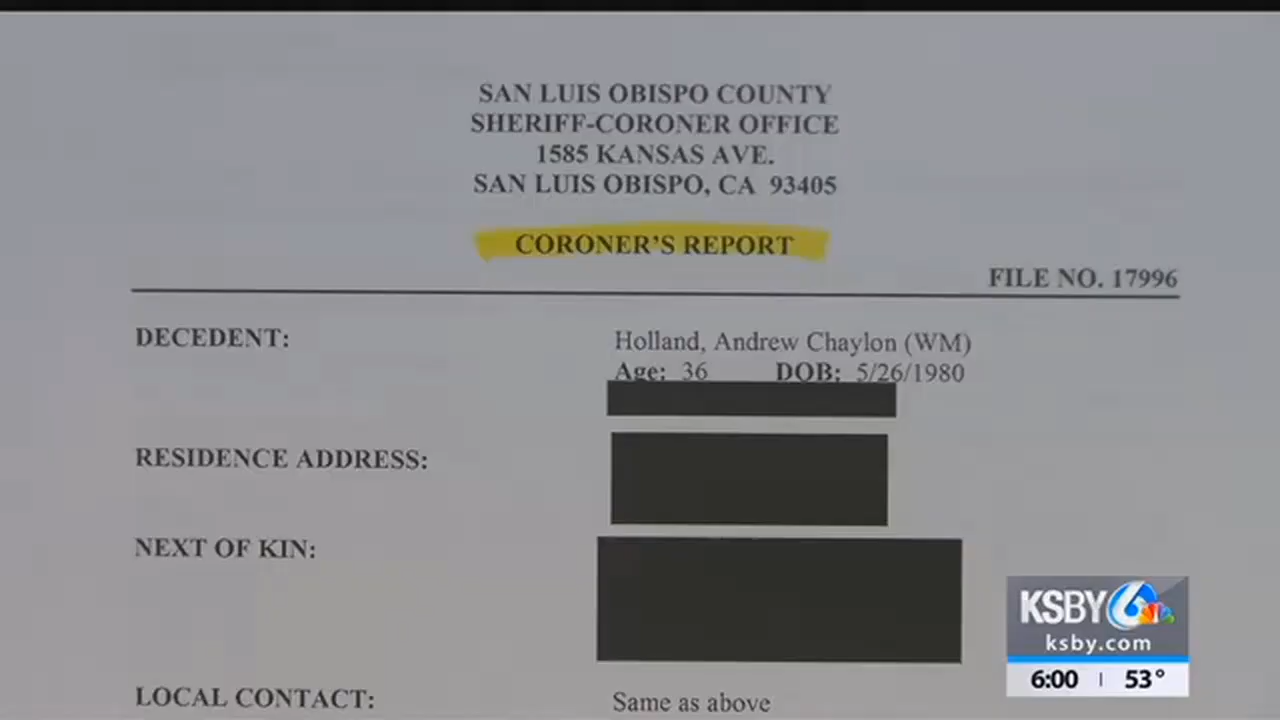 SAN LUIS OBISPO COUNTY
SHERIFF-CORONER OFFICE
1585 KANSAS AVE.
SAN LUIS OBISPO, CA 93405
CORONER'S REPORT
FILE NO. 17996
DECEDENT: Holland, Andrew Chaylon (WM)
Age: 36 DOB: 5/26/1980
RESIDENCE ADDRESS:
NEXT OF KIN:
LOCAL CONTACT: Same as above
KSBY 6
ksby.com
6:00 53°